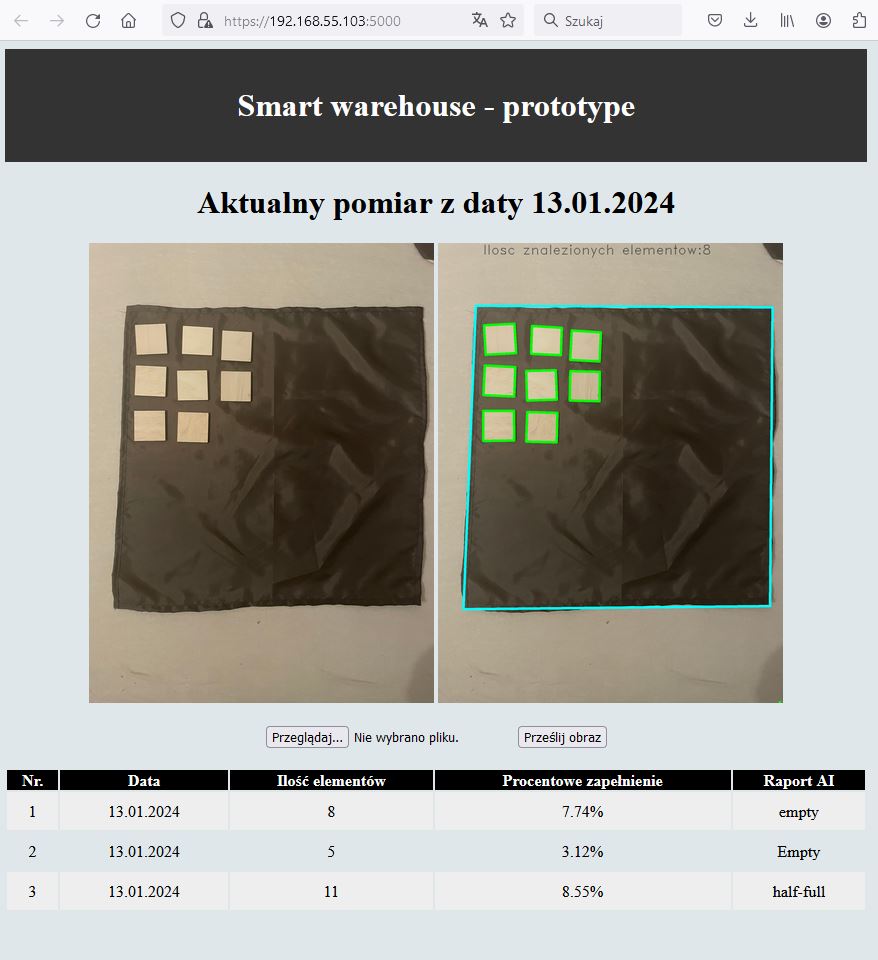 https://192.168.55.103:5000
Szukaj
Smart warehouse - prototype
Aktualny pomiar z daty 13.01.2024
Ilosc znalezionych elementow:8
Przeglądaj... Nie wybrano pliku. Prześlij obraz
Nr. Data Ilość elementów Procentowe zapełnienie Raport AI
1 13.01.2024 8 7.74% empty
2 13.01.2024 5 3.12% Empty
3 13.01.2024 11 8.55% half-full